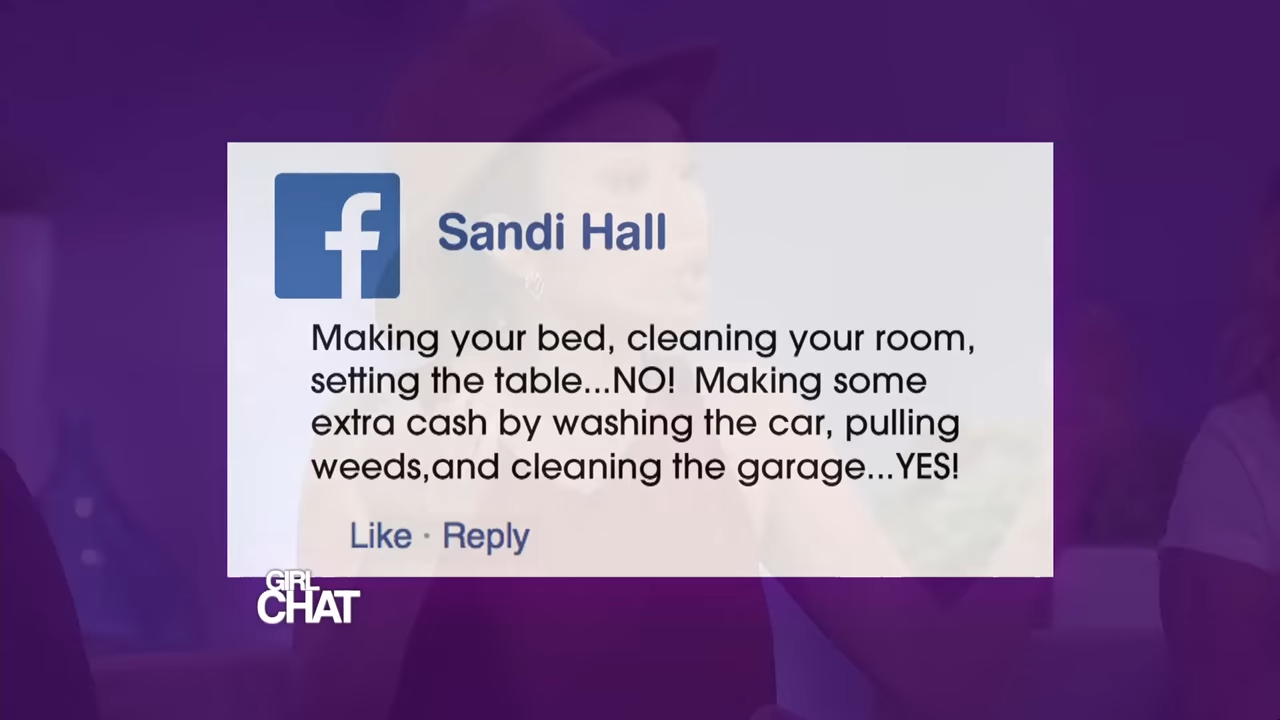 Sandi Hall
Making your bed, cleaning your room,
setting the table...NO!  Making some
extra cash by washing the car, pulling
weeds,and cleaning the garage...YES!
Like · Reply
GIRL
CHAT